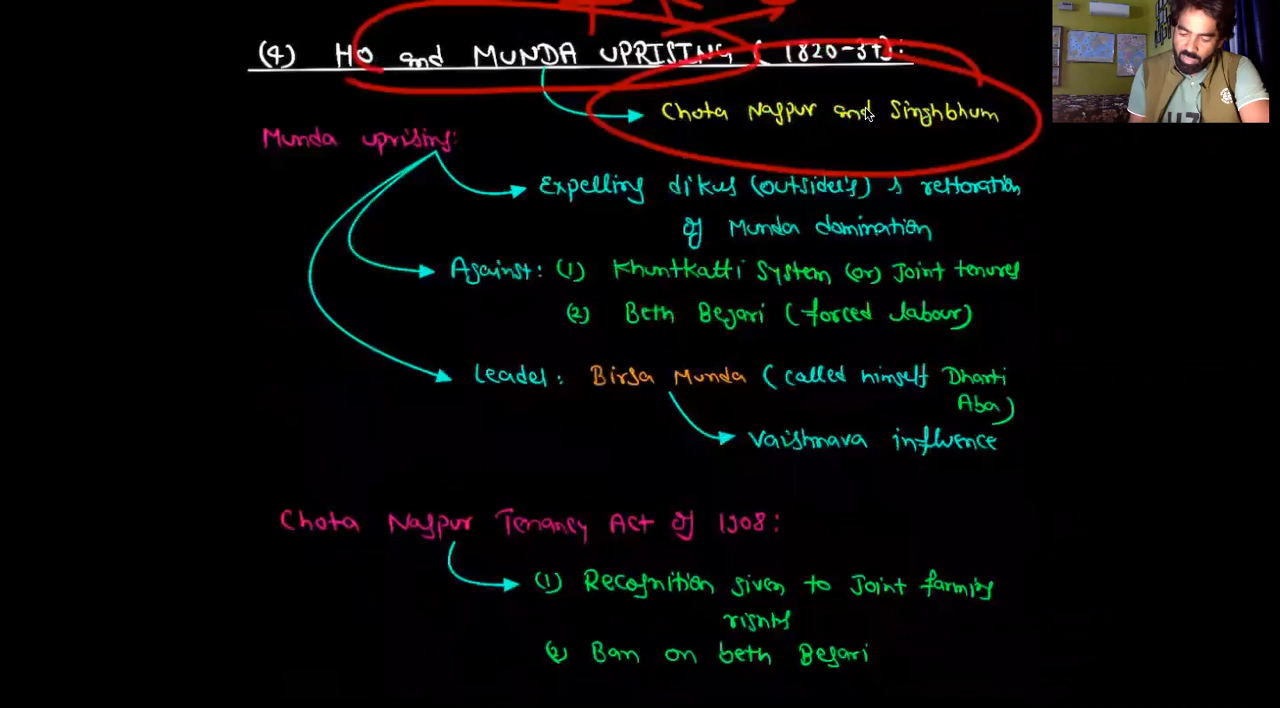 (4) HO and MUNDA UPRISING (1820-37):
Chota Nagpur and Singhbhum
Munda uprising:
Expelling dikus (outsiders) & restoration
of Munda domination
Against: (1) Khuntkatti System (or) Joint tenures
(2) Beth Begari (forced labour)
Leader: Birsa Munda (called himself Dharti
Aba)
Vaishnava influence
Chota Nagpur Tenancy Act of 1908:
(1) Recognition given to Joint farming
rights
(2) Ban on beth Begari